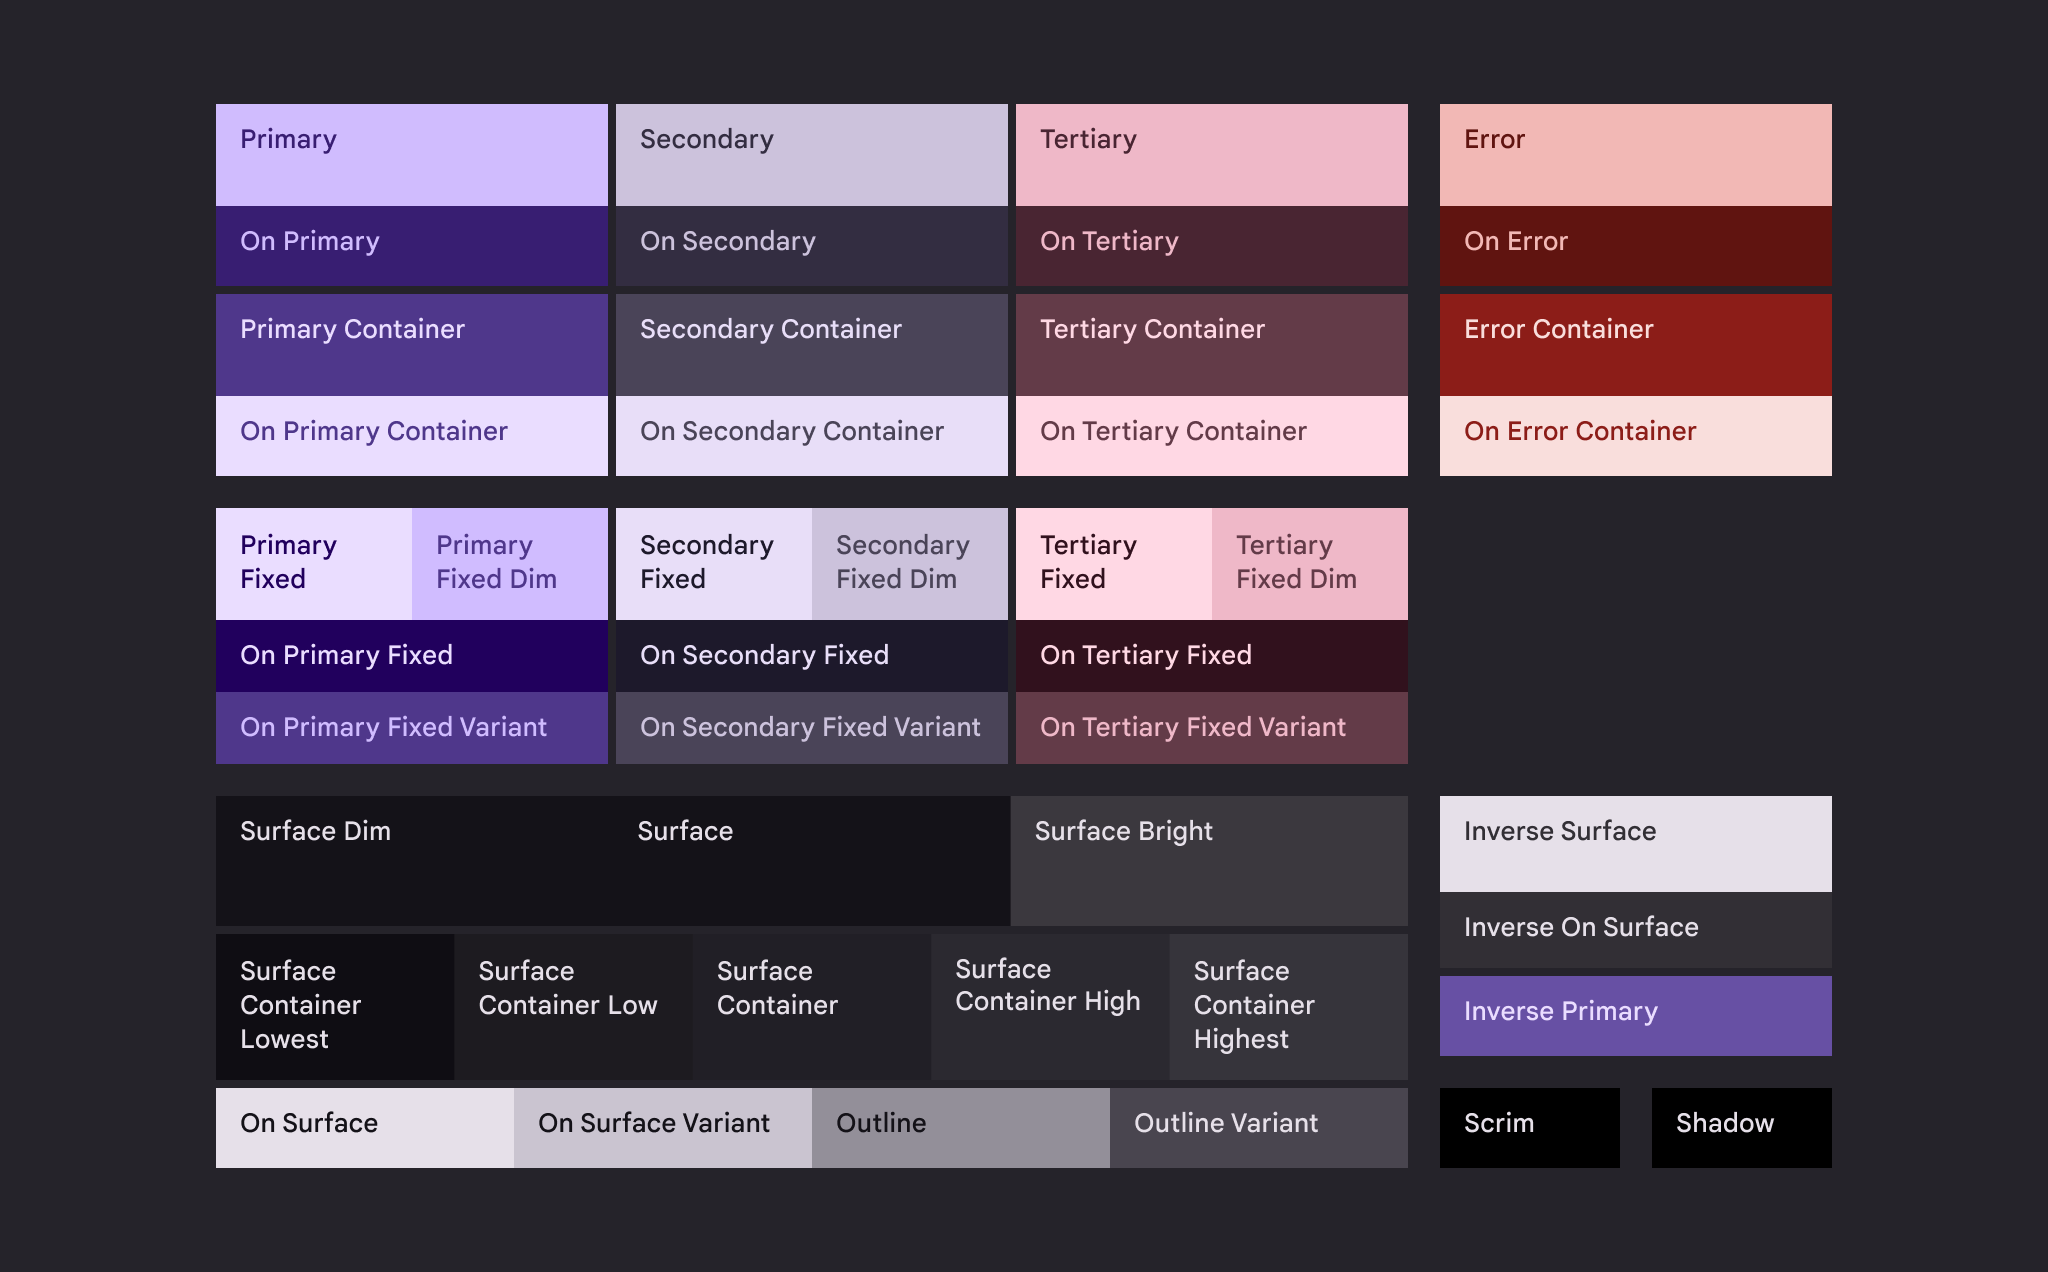 Primary
Secondary
Tertiary
Error
On Primary
On Secondary
On Tertiary
On Error
Primary Container
Secondary Container
Tertiary Container
Error Container
On Primary Container
On Secondary Container
On Tertiary Container
On Error Container
Primary
Fixed
Primary
Fixed Dim
Secondary
Fixed
Secondary
Fixed Dim
Tertiary
Fixed
Tertiary
Fixed Dim
On Primary Fixed
On Secondary Fixed
On Tertiary Fixed
On Primary Fixed Variant
On Secondary Fixed Variant
On Tertiary Fixed Variant
Surface Dim
Surface
Surface Bright
Inverse Surface
Inverse On Surface
Inverse Primary
Surface
Container
Lowest
Surface
Container Low
Surface
Container
Surface
Container High
Surface
Container
Highest
On Surface
On Surface Variant
Outline
Outline Variant
Scrim
Shadow